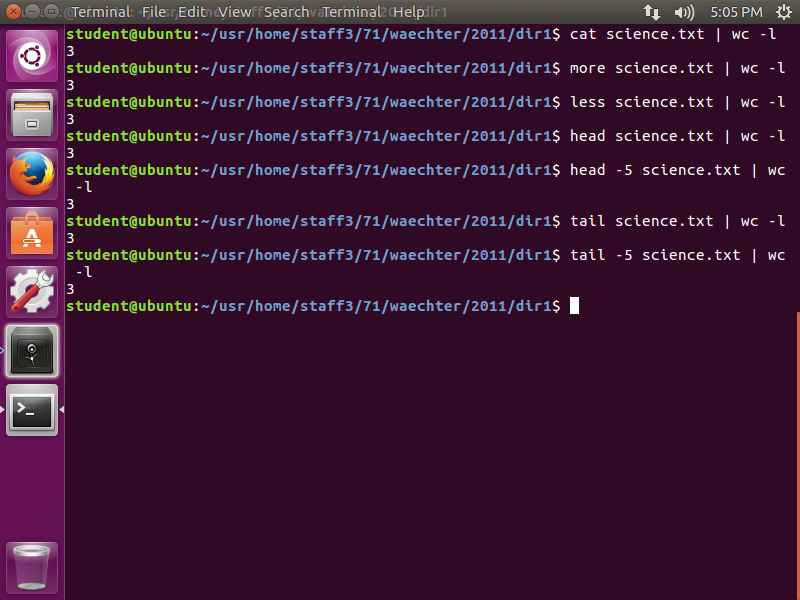 Terminal File Edit View Search Terminal Help 5:05 PM
student@ubuntu:~/usr/home/staff3/71/waechter/2011/dir1$ cat science.txt | wc -l
3
student@ubuntu:~/usr/home/staff3/71/waechter/2011/dir1$ more science.txt | wc -l
3
student@ubuntu:~/usr/home/staff3/71/waechter/2011/dir1$ less science.txt | wc -l
3
student@ubuntu:~/usr/home/staff3/71/waechter/2011/dir1$ head science.txt | wc -l
3
student@ubuntu:~/usr/home/staff3/71/waechter/2011/dir1$ head -5 science.txt | wc
-l
3
student@ubuntu:~/usr/home/staff3/71/waechter/2011/dir1$ tail science.txt | wc -l
3
student@ubuntu:~/usr/home/staff3/71/waechter/2011/dir1$ tail -5 science.txt | wc
-l
3
student@ubuntu:~/usr/home/staff3/71/waechter/2011/dir1$